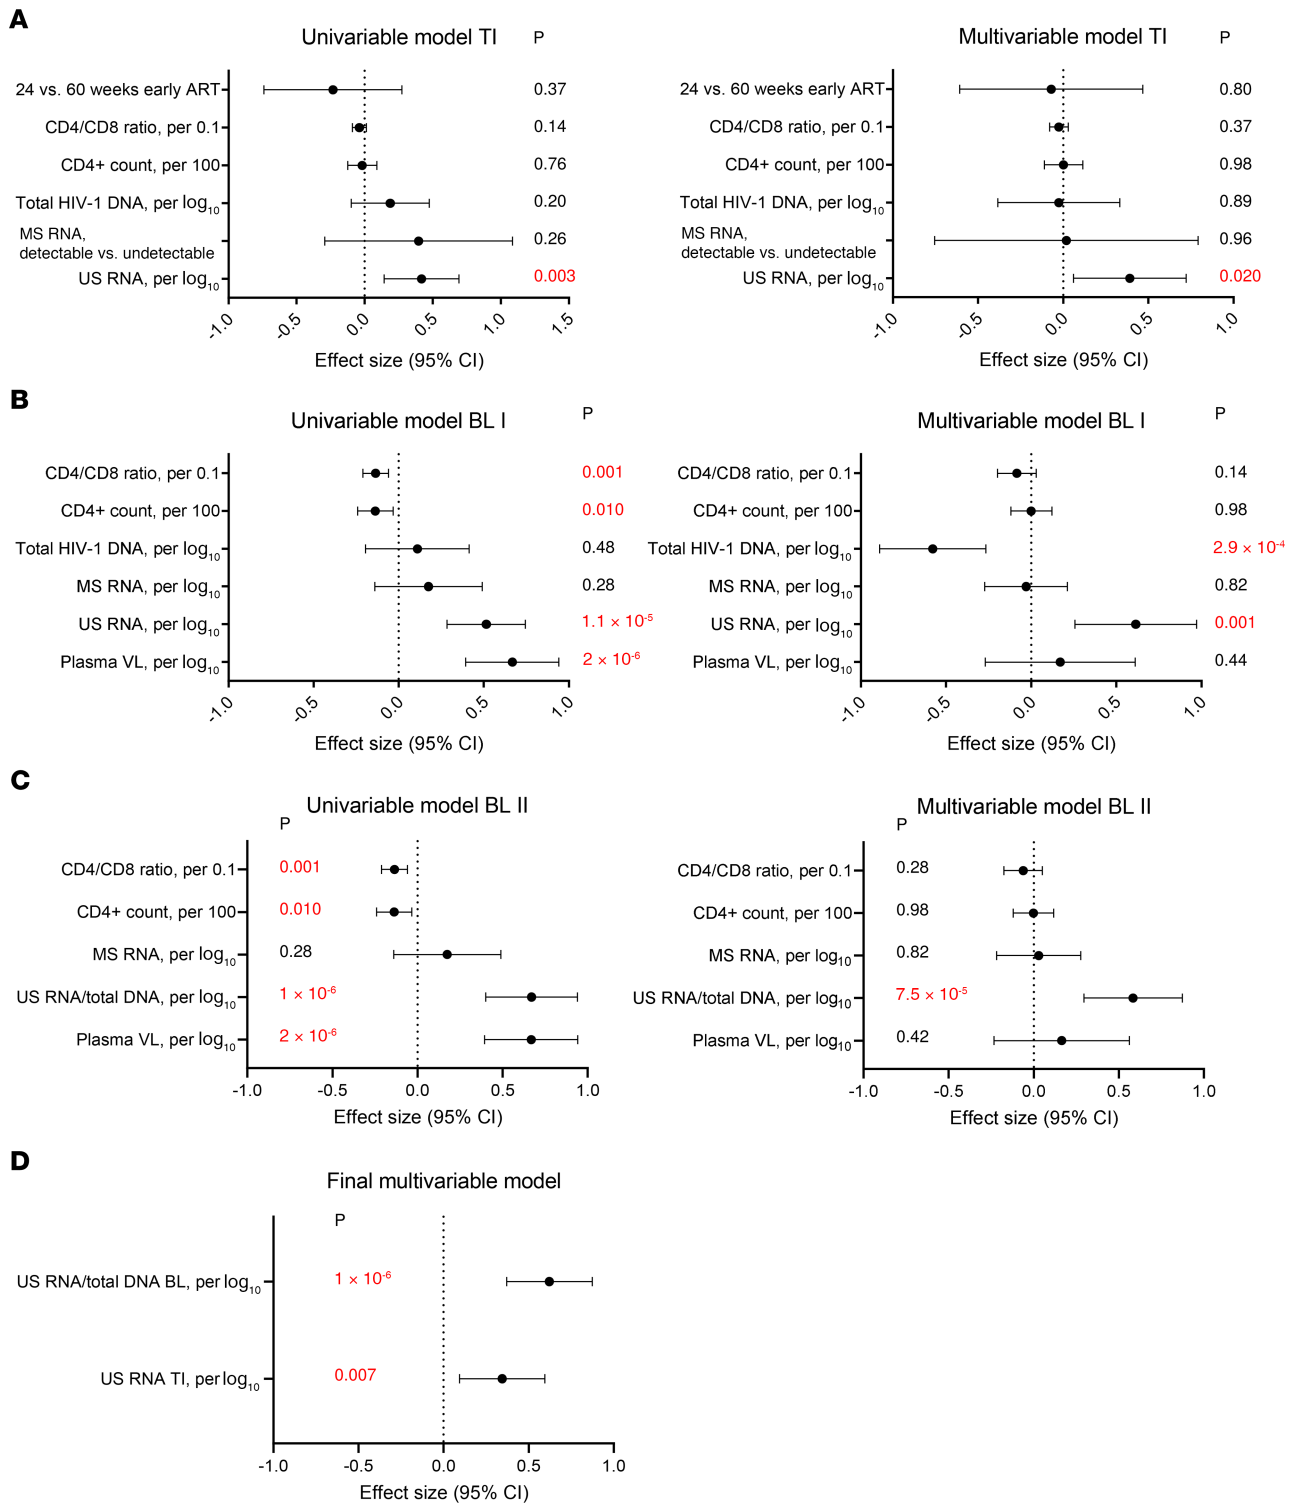 A
Univariable model TI
P
24 vs. 60 weeks early ART
0.37
CD4/CD8 ratio, per 0.1
0.14
CD4+ count, per 100
0.76
Total HIV-1 DNA, per log10
0.20
MS RNA,
detectable vs. undetectable
0.26
US RNA, per log10
0.003
-1.0 -0.5 0.0 0.5 1.0 1.5
Effect size (95% CI)
Multivariable model TI
P
24 vs. 60 weeks early ART
0.80
CD4/CD8 ratio, per 0.1
0.37
CD4+ count, per 100
0.98
Total HIV-1 DNA, per log10
0.89
MS RNA,
detectable vs. undetectable
0.96
US RNA, per log10
0.020
-1.0 -0.5 0.0 0.5 1.0
Effect size (95% CI)
B
Univariable model BL I
P
CD4/CD8 ratio, per 0.1
0.001
CD4+ count, per 100
0.010
Total HIV-1 DNA, per log10
0.48
MS RNA, per log10
0.28
US RNA, per log10
1.1 × 10-5
Plasma VL, per log10
2 × 10-6
-1.0 -0.5 0.0 0.5 1.0
Effect size (95% CI)
Multivariable model BL I
P
CD4/CD8 ratio, per 0.1
0.14
CD4+ count, per 100
0.98
Total HIV-1 DNA, per log10
2.9 × 10-4
MS RNA, per log10
0.82
US RNA, per log10
0.001
Plasma VL, per log10
0.44
-1.0 -0.5 0.0 0.5 1.0
Effect size (95% CI)
C
Univariable model BL II
P
CD4/CD8 ratio, per 0.1
0.001
CD4+ count, per 100
0.010
MS RNA, per log10
0.28
US RNA/total DNA, per log10
1 × 10-6
Plasma VL, per log10
2 × 10-6
-1.0 -0.5 0.0 0.5 1.0
Effect size (95% CI)
Multivariable model BL II
P
CD4/CD8 ratio, per 0.1
0.28
CD4+ count, per 100
0.98
MS RNA, per log10
0.82
US RNA/total DNA, per log10
7.5 × 10-5
Plasma VL, per log10
0.42
-1.0 -0.5 0.0 0.5 1.0
Effect size (95% CI)
D
Final multivariable model
P
US RNA/total DNA BL, per log10
1 × 10-6
US RNA TI, per log10
0.007
-1.0 -0.5 0.0 0.5 1.0
Effect size (95% CI)